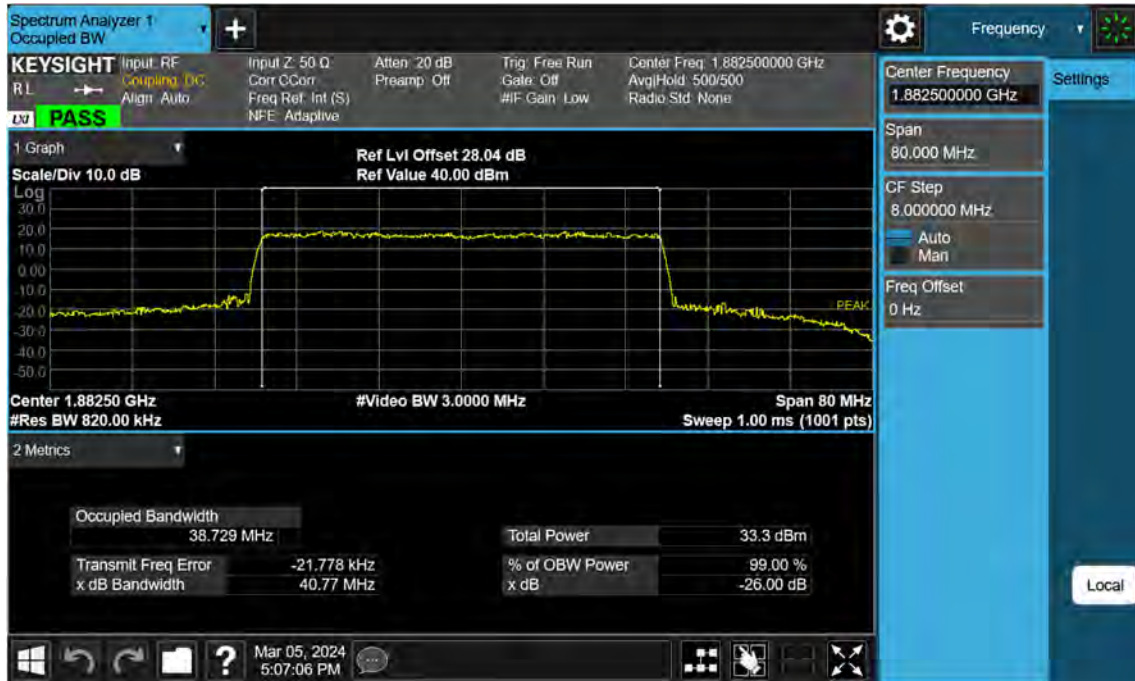 Spectrum Analyzer 1
Occupied BW
+
Frequency
KEYSIGHT
RL
LXI
PASS
Input: RF
Coupling: DC
Align: Auto
Input Z: 50 Ω
Corr CCorr
Freq Ref: Int (S)
NFE: Adaptive
Atten: 20 dB
Preamp: Off
Trig: Free Run
Gate: Off
#IF Gain: Low
Center Freq: 1.882500000 GHz
Avg|Hold: 500/500
Radio Std: None
Center Frequency
1.882500000 GHz
Settings
Span
80.000 MHz
CF Step
8.000000 MHz
Auto
Man
Freq Offset
0 Hz
1 Graph
Scale/Div 10.0 dB
Ref Lvl Offset 28.04 dB
Ref Value 40.00 dBm
Log
30.0
20.0
10.0
0.00
-10.0
-20.0
-30.0
-40.0
-50.0
PEAK
Center 1.88250 GHz
#Video BW 3.0000 MHz
Span 80 MHz
#Res BW 820.00 kHz
Sweep 1.00 ms (1001 pts)
2 Metrics
Occupied Bandwidth
38.729 MHz
Total Power 33.3 dBm
Transmit Freq Error -21.778 kHz
% of OBW Power 99.00 %
x dB Bandwidth 40.77 MHz
x dB -26.00 dB
Local
?
Mar 05, 2024
5:07:06 PM